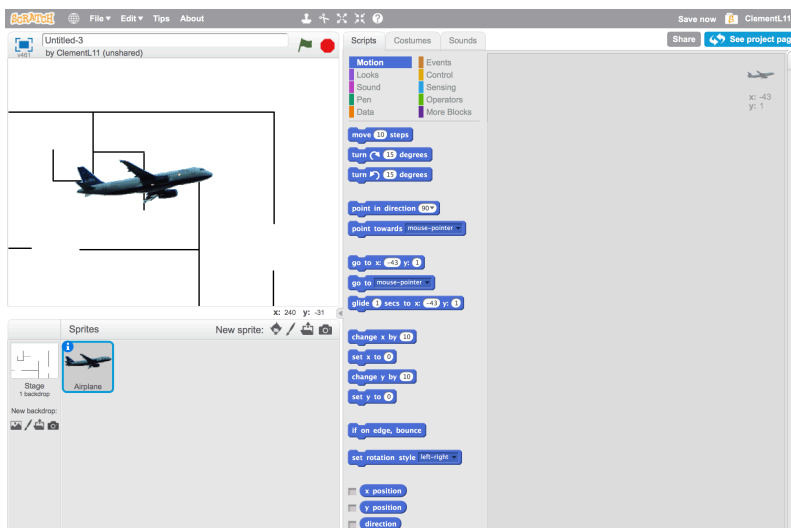 SCRATCH File Edit Tips About Save now ClementL11
Untitled-3
by ClementL11 (unshared)
v461
Scripts Costumes Sounds
Share See project pag
Motion Events
Looks Control
Sound Sensing
Pen Operators
Data More Blocks
x: -43
y: 1
move 10 steps
turn 15 degrees
turn 15 degrees
point in direction 90
point towards mouse-pointer
go to x: -43 y: 1
go to mouse-pointer
glide 1 secs to x: -43 y: 1
change x by 10
set x to 0
change y by 10
set y to 0
if on edge, bounce
set rotation style left-right
x position
y position
direction
x: 240 y: -31
Sprites New sprite:
Stage
1 backdrop
Airplane
New backdrop: